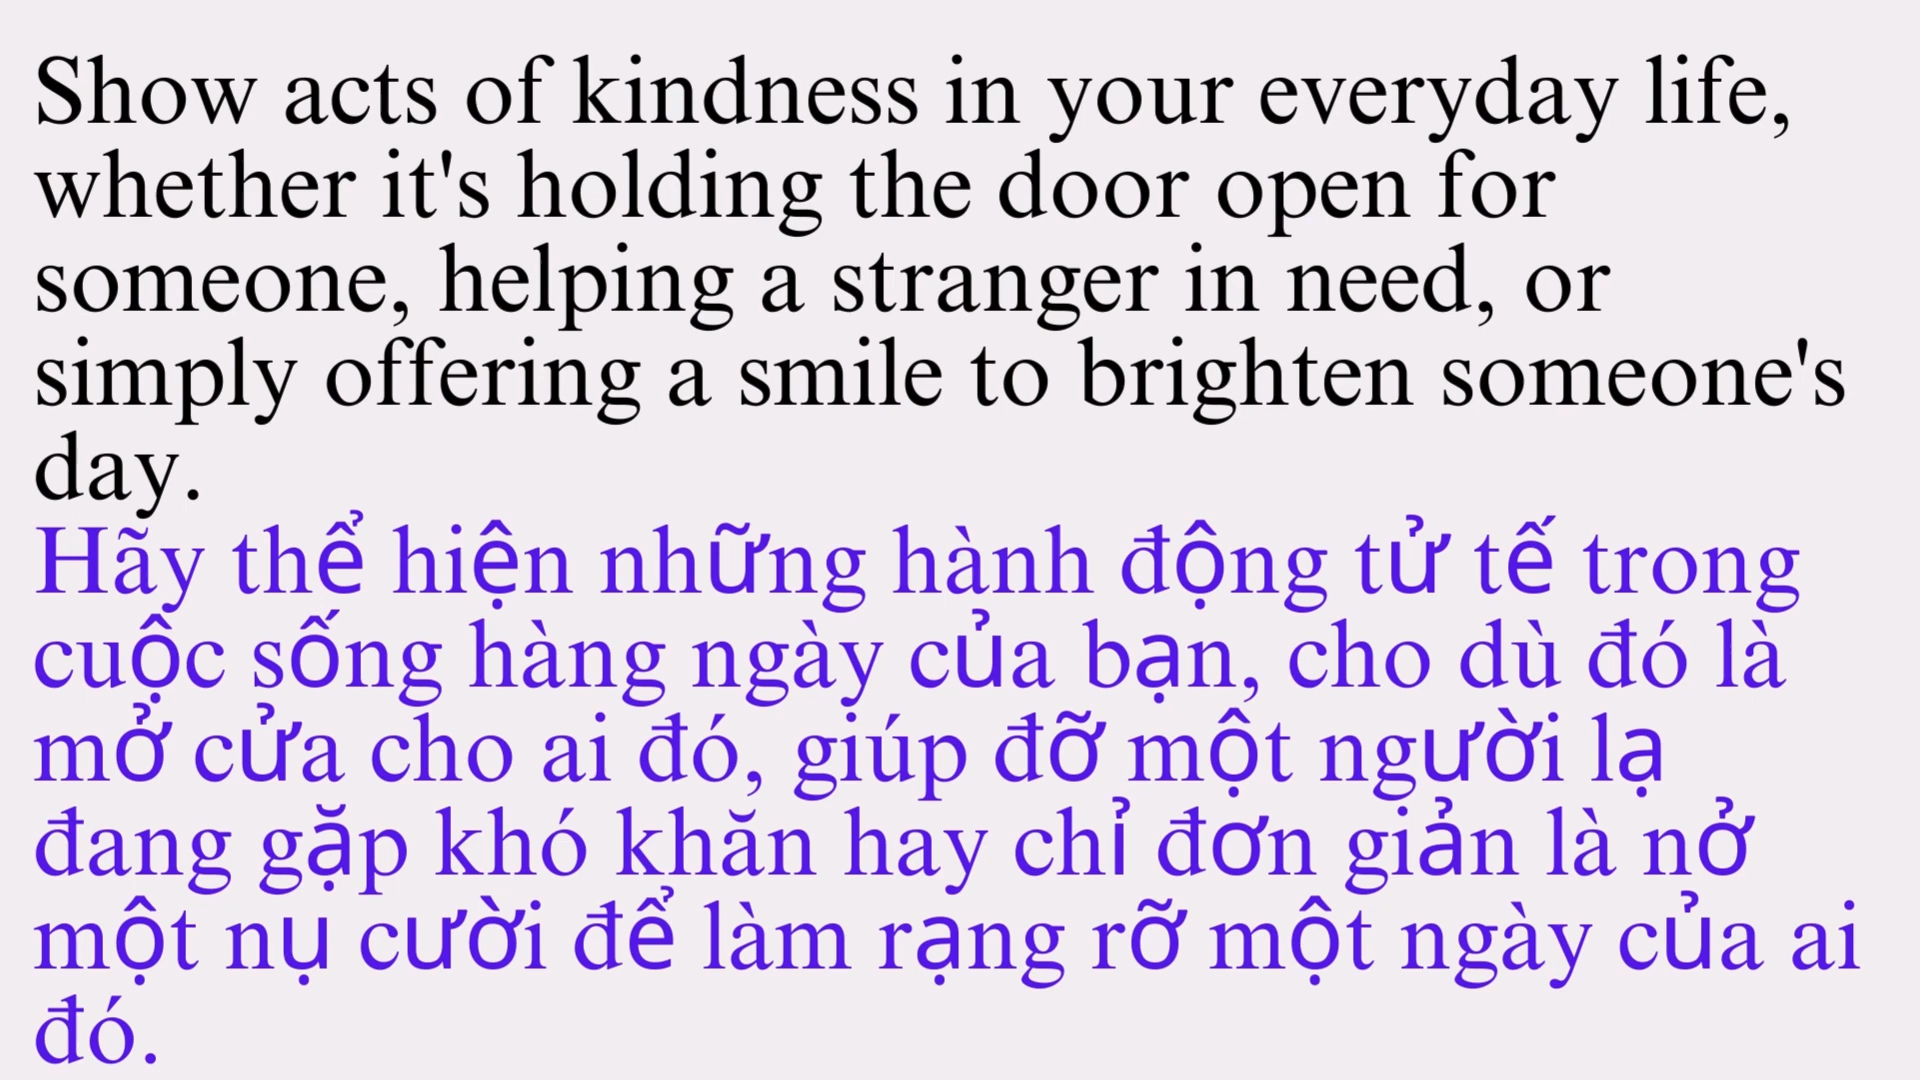 Show acts of kindness in your everyday life,
whether it's holding the door open for
someone, helping a stranger in need, or
simply offering a smile to brighten someone's
day.
Hãy thể hiện những hành động tử tế trong
cuộc sống hàng ngày của bạn, cho dù đó là
mở cửa cho ai đó, giúp đỡ một người lạ
đang gặp khó khăn hay chỉ đơn giản là nở
một nụ cười để làm rạng rỡ một ngày của ai
đó.